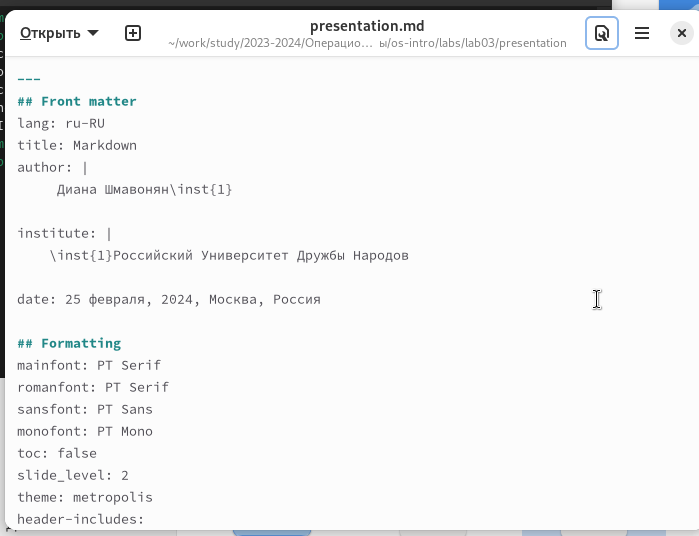 Открыть
presentation.md
~/work/study/2023-2024/Операцио… ы/os-intro/labs/lab03/presentation
---
## Front matter
lang: ru-RU
title: Markdown
author: |
Диана Шмавонян\inst{1}
institute: |
\inst{1}Российский Университет Дружбы Народов
date: 25 февраля, 2024, Москва, Россия
## Formatting
mainfont: PT Serif
romanfont: PT Serif
sansfont: PT Sans
monofont: PT Mono
toc: false
slide_level: 2
theme: metropolis
header-includes: